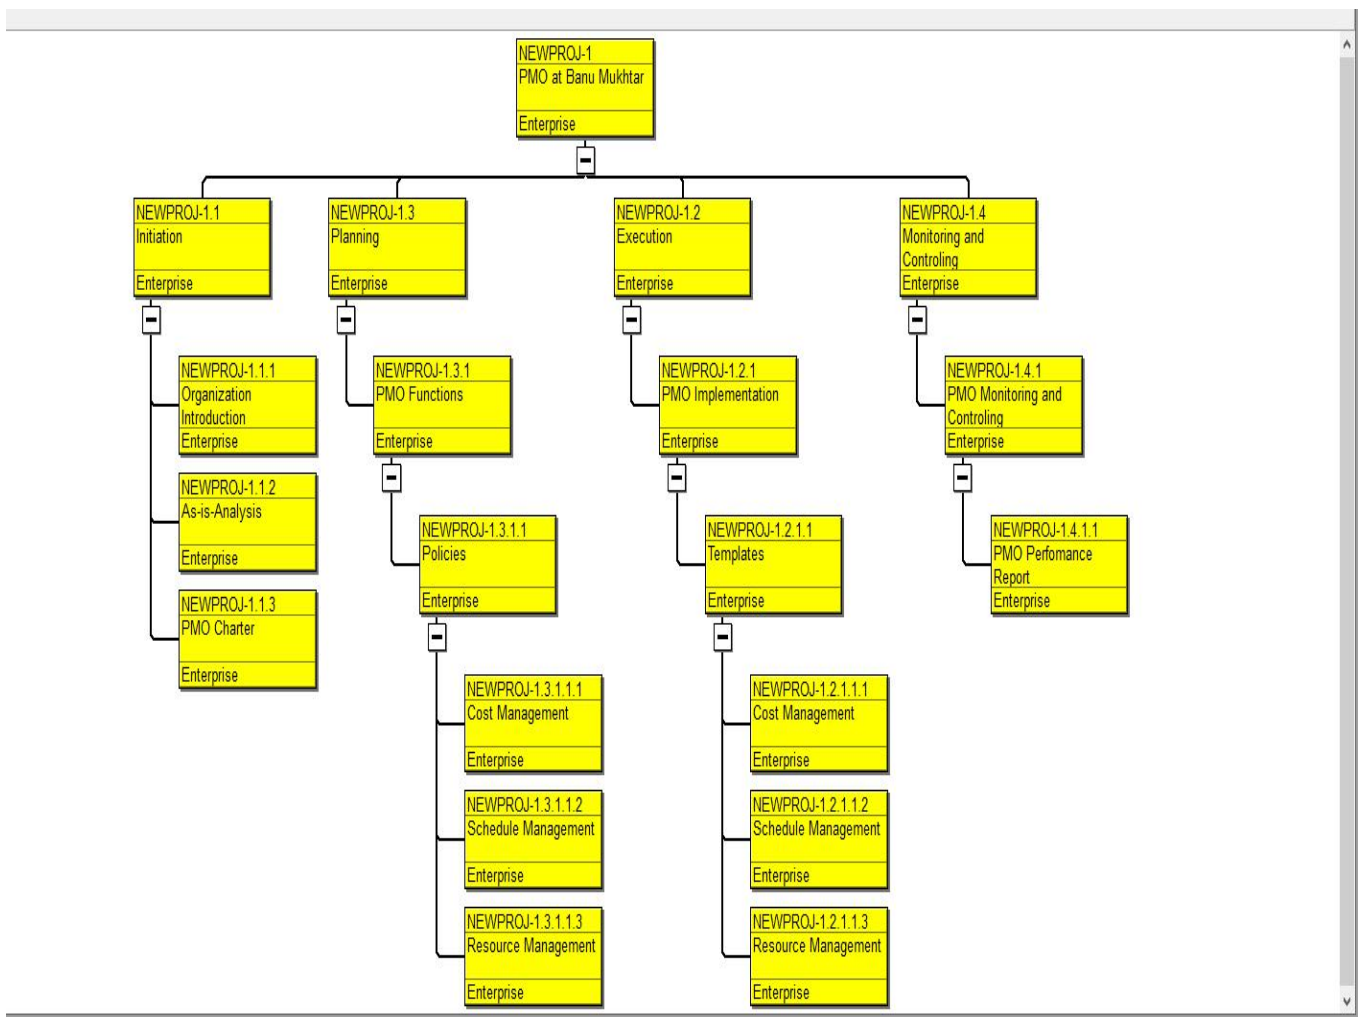 NEWPROJ-1
PMO at Banu Mukhtar
Enterprise
NEWPROJ-1.1
Initiation
Enterprise
NEWPROJ-1.3
Planning
Enterprise
NEWPROJ-1.2
Execution
Enterprise
NEWPROJ-1.4
Monitoring and
Controling
Enterprise
NEWPROJ-1.1.1
Organization
Introduction
Enterprise
NEWPROJ-1.1.2
As-is-Analysis
Enterprise
NEWPROJ-1.1.3
PMO Charter
Enterprise
NEWPROJ-1.3.1
PMO Functions
Enterprise
NEWPROJ-1.3.1.1
Policies
Enterprise
NEWPROJ-1.3.1.1.1
Cost Management
Enterprise
NEWPROJ-1.3.1.1.2
Schedule Management
Enterprise
NEWPROJ-1.3.1.1.3
Resource Management
Enterprise
NEWPROJ-1.2.1
PMO Implementation
Enterprise
NEWPROJ-1.2.1.1
Templates
Enterprise
NEWPROJ-1.2.1.1.1
Cost Management
Enterprise
NEWPROJ-1.2.1.1.2
Schedule Management
Enterprise
NEWPROJ-1.2.1.1.3
Resource Management
Enterprise
NEWPROJ-1.4.1
PMO Monitoring and
Controling
Enterprise
NEWPROJ-1.4.1.1
PMO Perfomance
Report
Enterprise